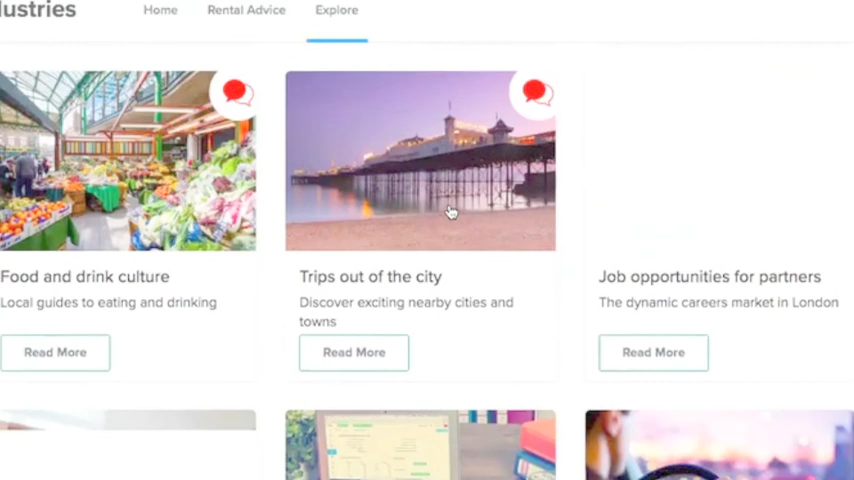 lustries
Home Rental Advice Explore
Food and drink culture
Local guides to eating and drinking
Read More
Trips out of the city
Discover exciting nearby cities and
towns
Read More
Job opportunities for partners
The dynamic careers market in London
Read More